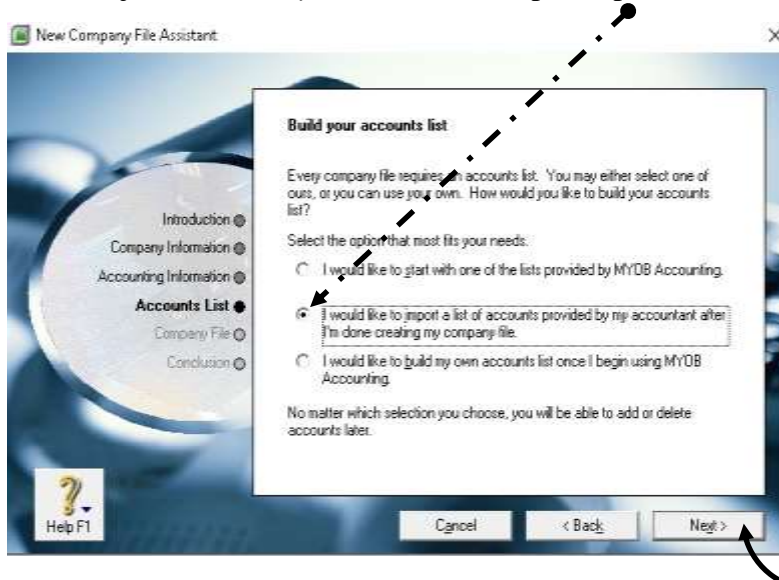 New Company File Assistant
Build your accounts list
Every company file requires an accounts list. You may either select one of
ours, or you can use your own. How would you like to build your accounts
list?
Select the option that most fits your needs.
I would like to start with one of the lists provided by MYOB Accounting.
I would like to import a list of accounts provided by my accountant after
I'm done creating my company file.
I would like to build my own accounts list once I begin using MYOB
Accounting.
No matter which selection you choose, you will be able to add or delete
accounts later.
Introduction
Company Information
Accounting Information
Accounts List
Company File
Conclusion
Help F1
Cancel
< Back
Next >